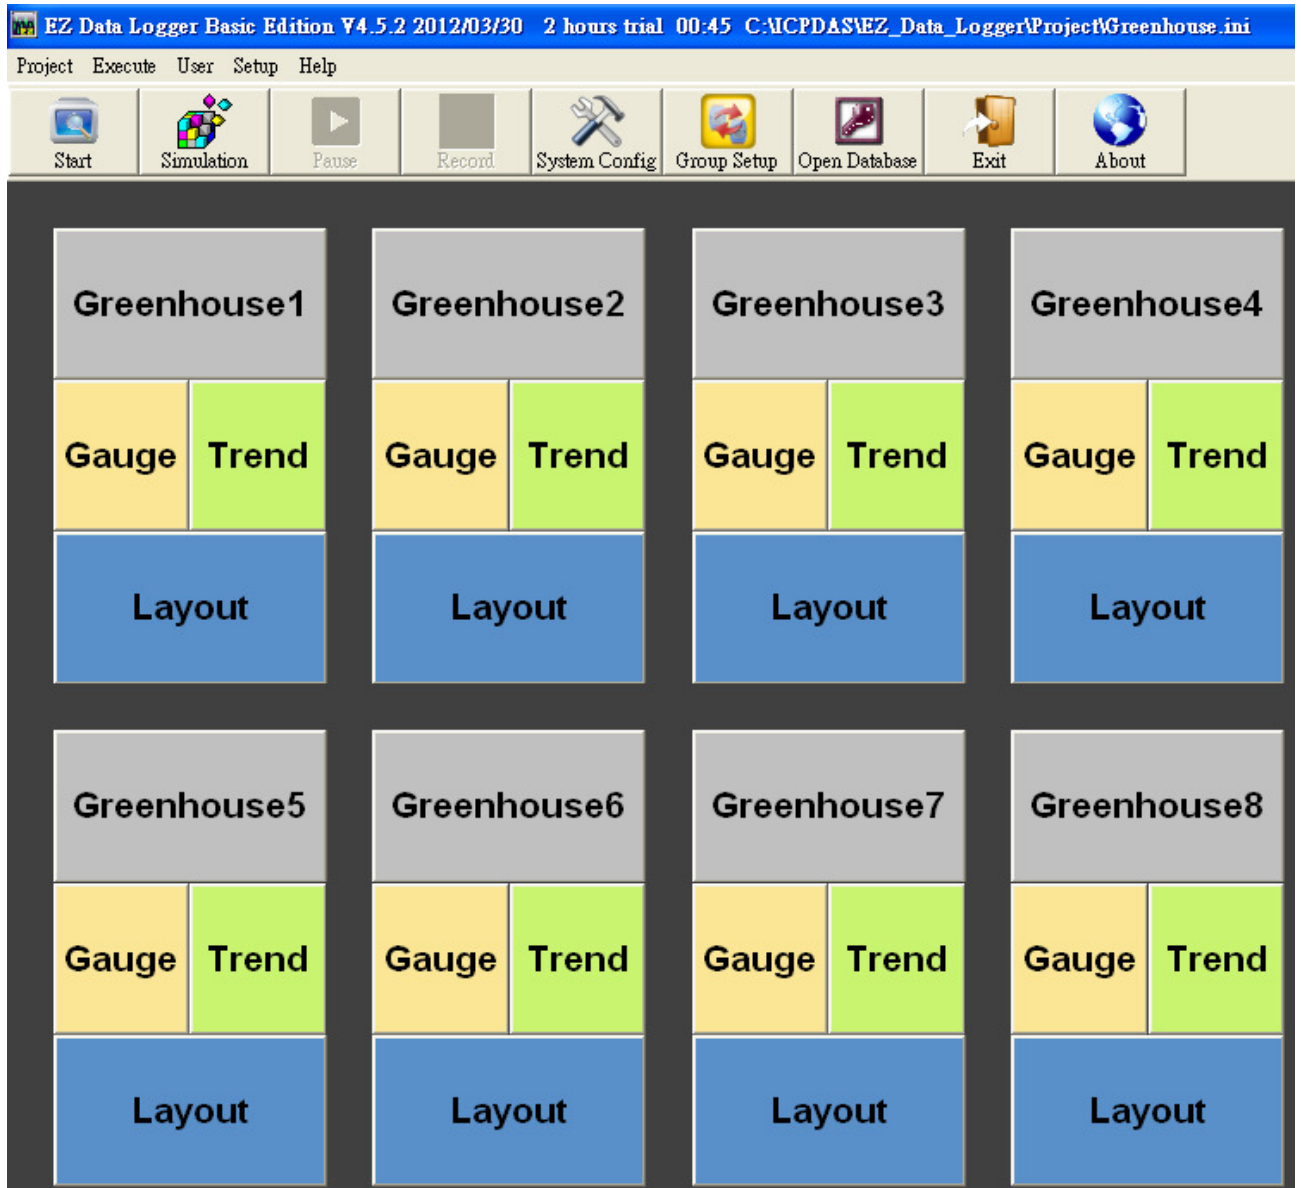 EZ Data Logger Basic Edition V4.5.2 2012/03/30 2 hours trial 00:45 C:\ICPDAS\EZ_Data_Logger\Project\Greenhouse.ini
Project Execute User Setup Help
Start Simulation Pause Record System Config Group Setup Open Database Exit About
Greenhouse1 Greenhouse2 Greenhouse3 Greenhouse4
Gauge Trend Gauge Trend Gauge Trend Gauge Trend
Layout Layout Layout Layout
Greenhouse5 Greenhouse6 Greenhouse7 Greenhouse8
Gauge Trend Gauge Trend Gauge Trend Gauge Trend
Layout Layout Layout Layout